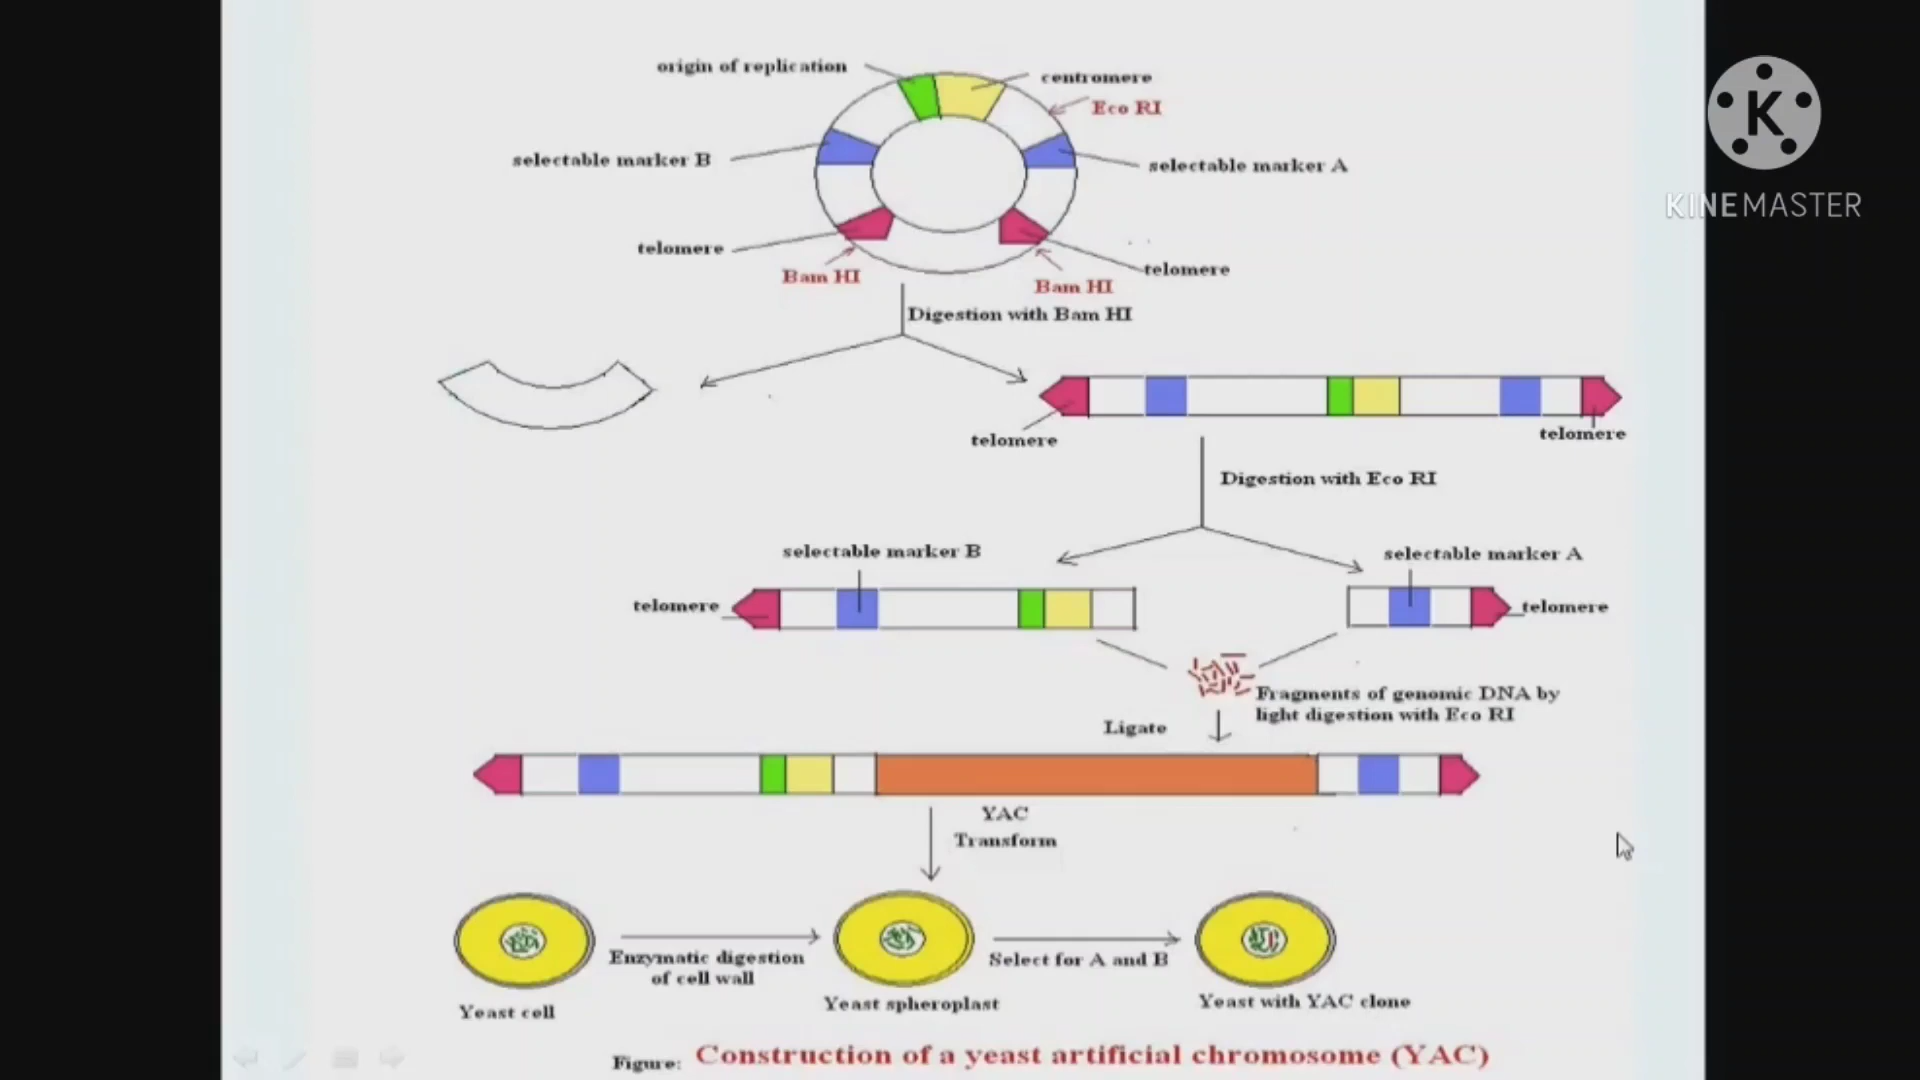 origin of replication
centromere
Eco RI
selectable marker B
selectable marker A
telomere
telomere
Bam HI
Bam HI
Digestion with Bam HI
telomere
telomere
Digestion with Eco RI
selectable marker B
selectable marker A
telomere
telomere
Fragments of genomic DNA by
light digestion with Eco RI
Ligate
YAC
Transform
Enzymatic digestion
of cell wall
Select for A and B
Yeast cell
Yeast spheroplast
Yeast with YAC clone
Figure: Construction of a yeast artificial chromosome (YAC)
K
KINEMASTER